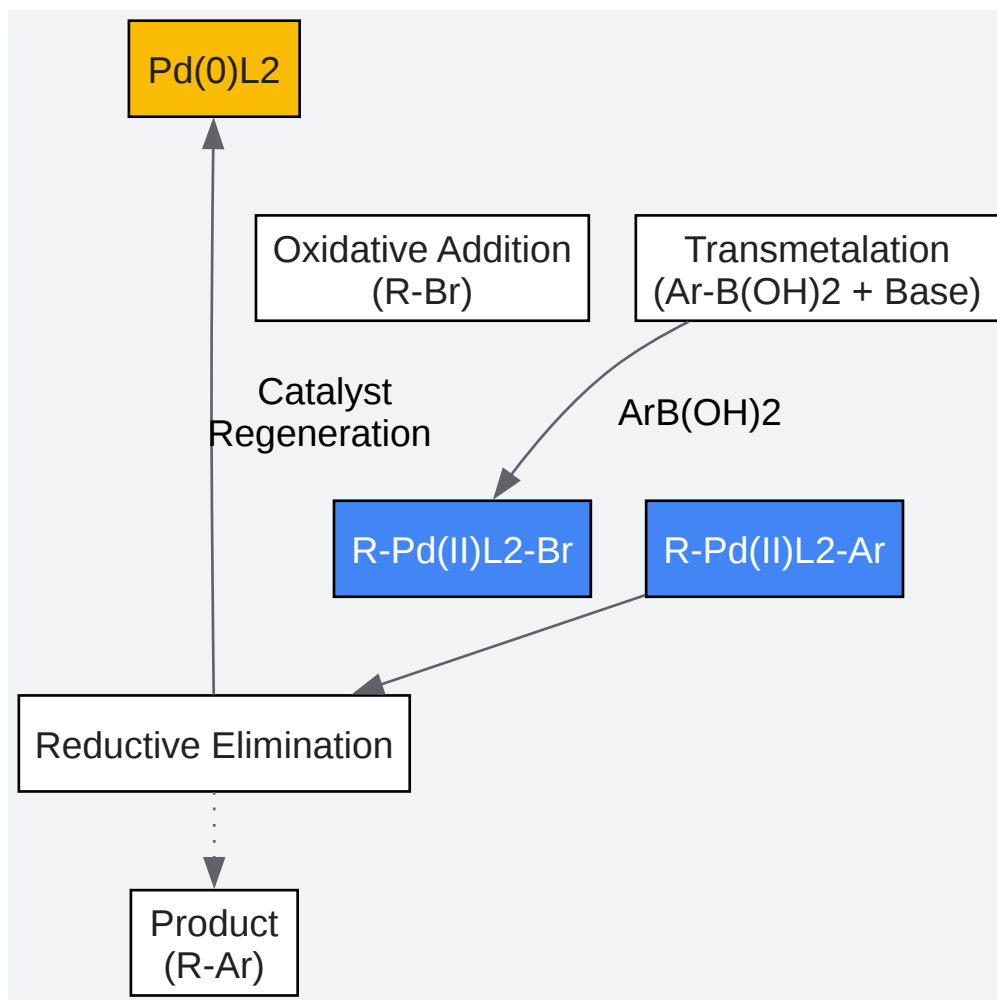 Pd(0)L2
Oxidative Addition
(R-Br)
Transmetalation
(Ar-B(OH)2 + Base)
Catalyst
Regeneration
ArB(OH)2
R-Pd(II)L2-Br
R-Pd(II)L2-Ar
Reductive Elimination
Product
(R-Ar)